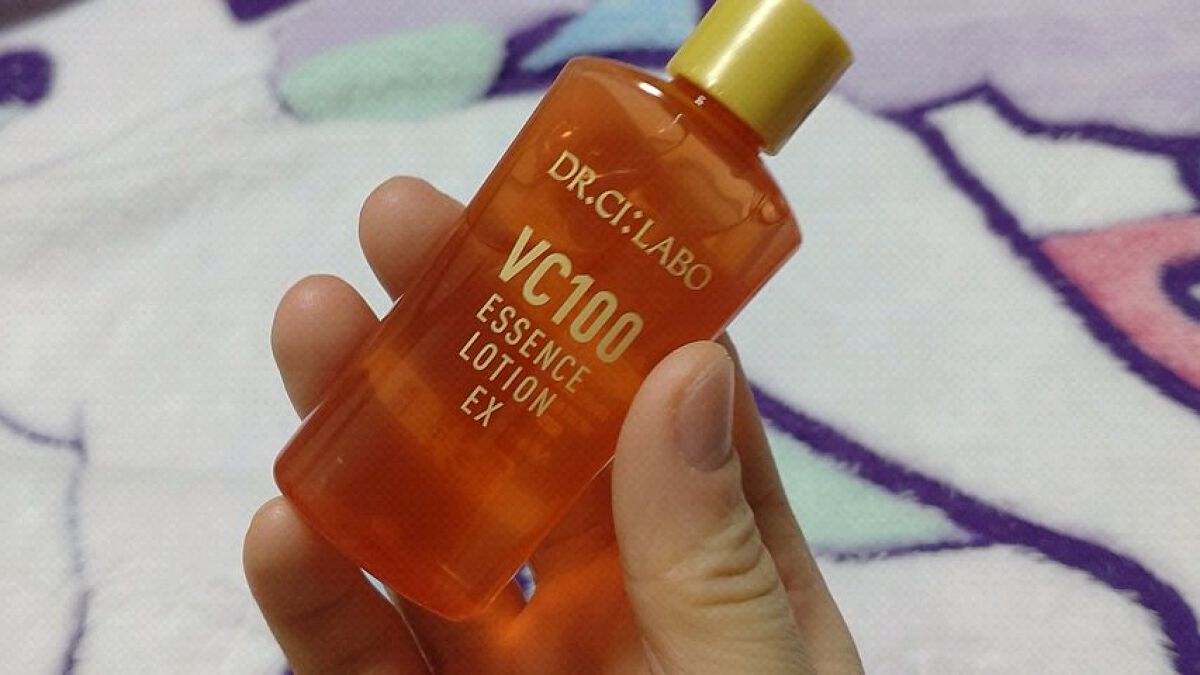 DR.CI:LABO
VC100
ESSENCE
LOTION
EX